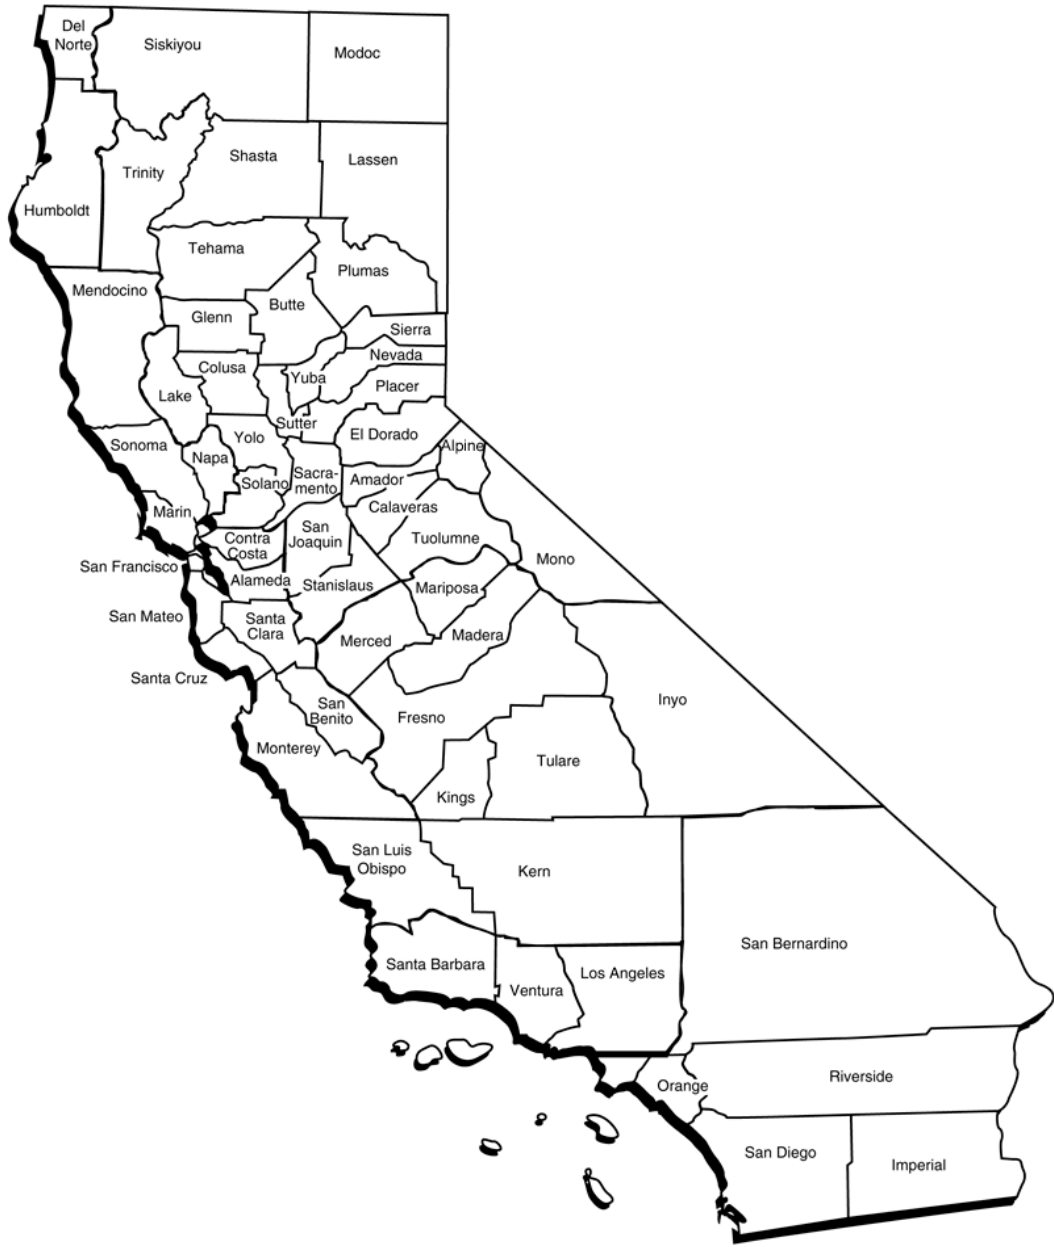 Del
Norte
Siskiyou
Modoc
Shasta
Lassen
Trinity
Humboldt
Tehama
Plumas
Mendocino
Butte
Glenn
Sierra
Nevada
Colusa
Yuba
Placer
Lake
Sutter
El Dorado
Yolo
Sonoma
Alpine
Napa
Sacra-
mento
Amador
Solano
Calaveras
Marin
San
Joaquin
Contra
Costa
Tuolumne
Mono
San Francisco
Alameda
Stanislaus
Mariposa
San Mateo
Santa
Clara
Merced
Madera
Santa Cruz
Inyo
San
Benito
Fresno
Monterey
Tulare
Kings
San Luis
Obispo
Kern
San Bernardino
Santa Barbara
Los Angeles
Ventura
Orange
Riverside
San Diego
Imperial